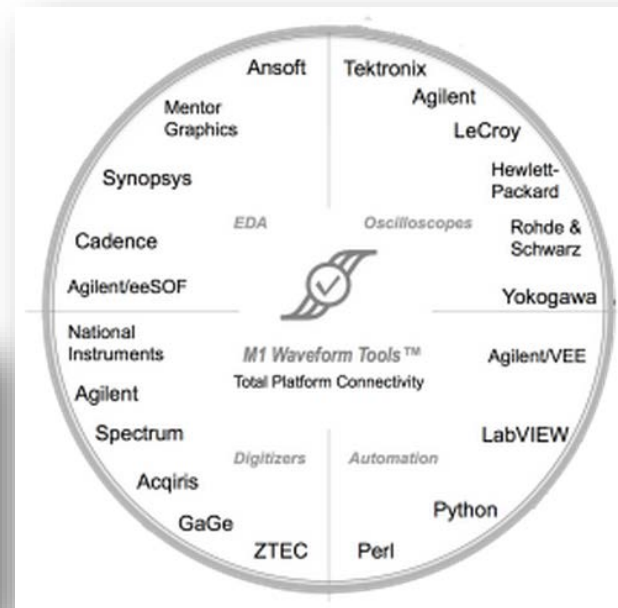 Ansoft
Mentor
Graphics
Synopsys
Cadence
Agilent/eeSOF
EDA
Tektronix
Agilent
LeCroy
Hewlett-
Packard
Rohde &
Schwarz
Yokogawa
Oscilloscopes
M1 Waveform Tools™
Total Platform Connectivity
National
Instruments
Agilent
Spectrum
Acqiris
GaGe
ZTEC
Digitizers
Agilent/VEE
LabVIEW
Python
Perl
Automation